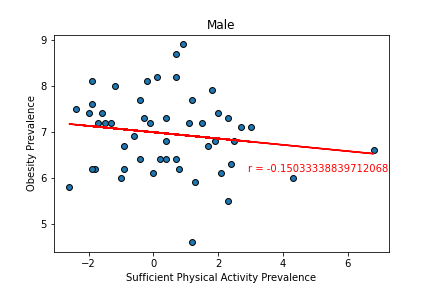 Male
9
8
7
6
5
Obesity Prevalence
r = -0.15033338839712068
−2
0
2
4
6
Sufficient Physical Activity Prevalence